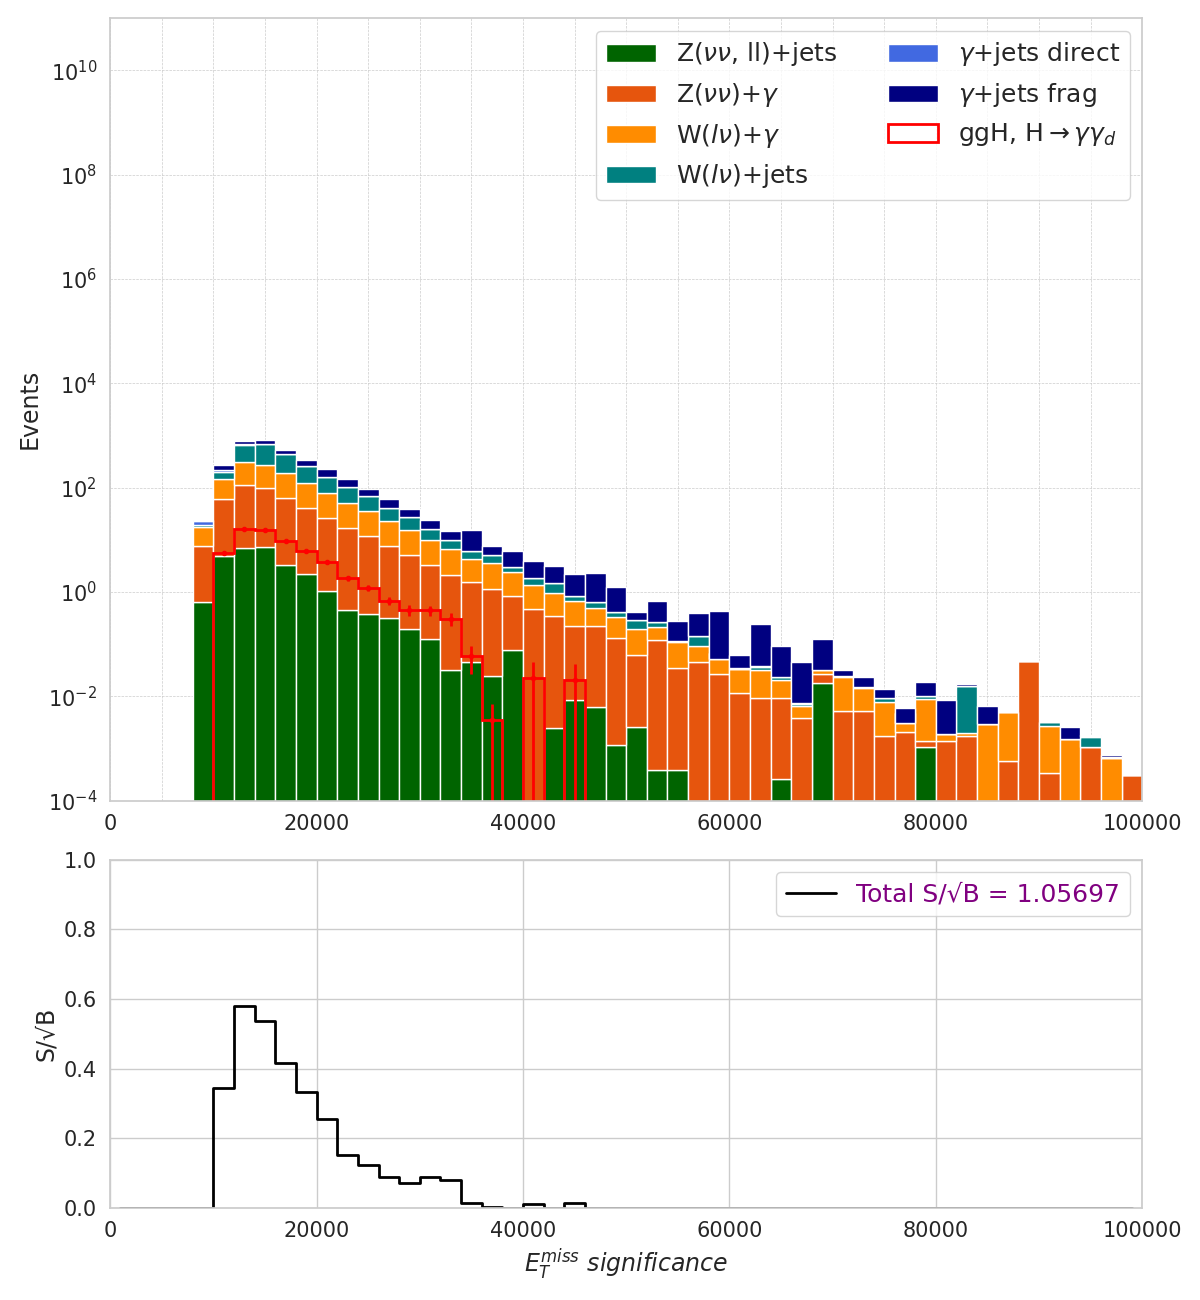 Z(νν, ll)+jets
Z(νν)+γ
W(lν)+γ
W(lν)+jets
γ+jets direct
γ+jets frag
ggH, H→γγ_d
Events
10^10
10^8
10^6
10^4
10^2
10^0
10^−2
10^−4
0 20000 40000 60000 80000 100000
Total S/√B = 1.05697
S/√B
1.0
0.8
0.6
0.4
0.2
0.0
0 20000 40000 60000 80000 100000
E_T^miss significance